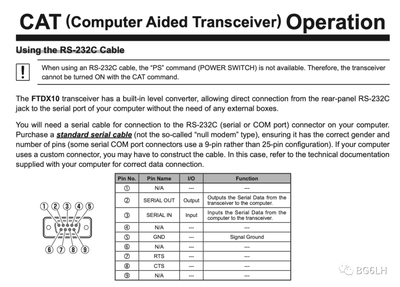 CAT (Computer Aided Transceiver) Operation
Using the RS-232C Cable
When using an RS-232C cable, the "PS" command (POWER SWITCH) is not available. Therefore, the transceiver
cannot be turned ON with the CAT command.
The FTDX10 transceiver has a built-in level converter, allowing direct connection from the rear-panel RS-232C
jack to the serial port of your computer without the need of any external boxes.
You will need a serial cable for connection to the RS-232C (serial or COM port) connector on your computer.
Purchase a standard serial cable (not the so-called "null modem" type), ensuring it has the correct gender and
number of pins (some serial COM port connectors use a 9-pin rather than 25-pin configuration). If your computer
uses a custom connector, you may have to construct the cable. In this case, refer to the technical documentation
supplied with your computer for correct data connection.
Pin No. Pin Name I/O Function
① N/A — —
② SERIAL OUT Output Outputs the Serial Data from the transceiver to the computer.
③ SERIAL IN Input Inputs the Serial Data from the computer to the transceiver.
④ N/A — —
⑤ GND — Signal Ground
⑥ N/A — —
⑦ RTS — —
⑧ CTS — —
⑨ N/A — —
① ② ③ ④ ⑤
⑥ ⑦ ⑧ ⑨
BG6LH